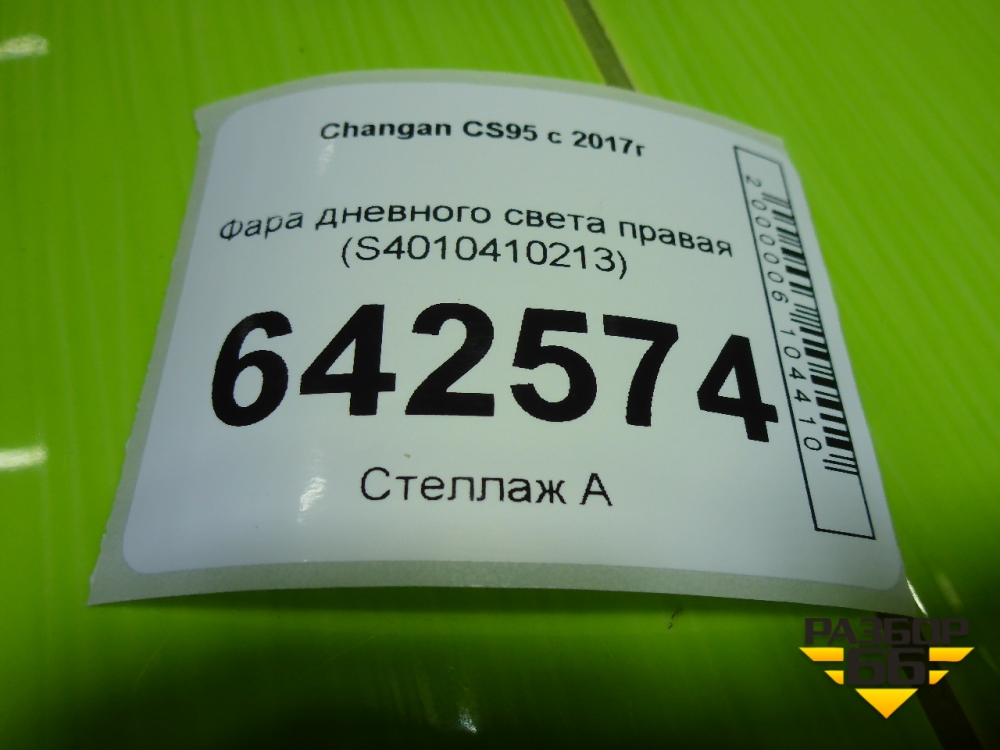 Changan CS95 с 2017г
Фара дневного света правая
(S4010410213)
642574
Стеллаж А
2000006104410
РАЗБОР
66